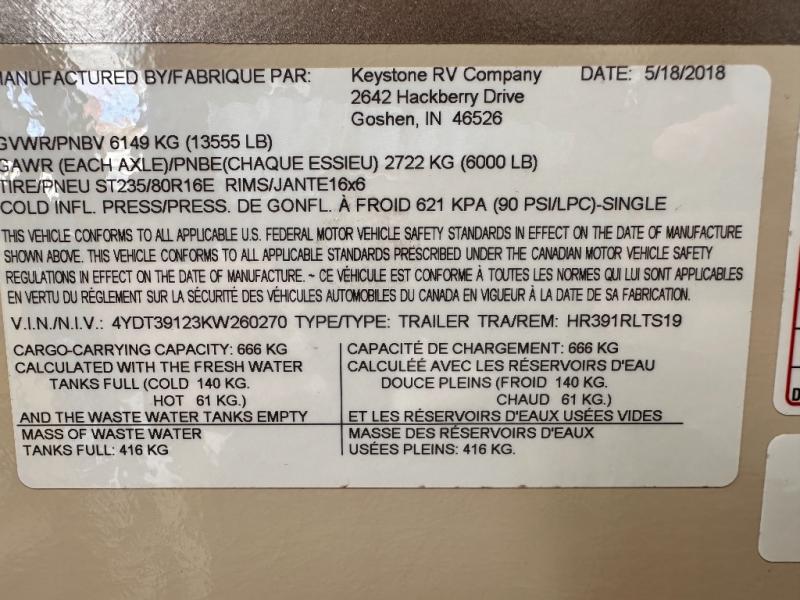 MANUFACTURED BY/FABRIQUE PAR: Keystone RV Company DATE: 5/18/2018
2642 Hackberry Drive
Goshen, IN 46526
GVWR/PNBV 6149 KG (13555 LB)
GAWR (EACH AXLE)/PNBE(CHAQUE ESSIEU) 2722 KG (6000 LB)
TIRE/PNEU ST235/80R16E RIMS/JANTE16x6
COLD INFL. PRESS/PRESS. DE GONFL. À FROID 621 KPA (90 PSI/LPC)-SINGLE
THIS VEHICLE CONFORMS TO ALL APPLICABLE U.S. FEDERAL MOTOR VEHICLE SAFETY STANDARDS IN EFFECT ON THE DATE OF MANUFACTURE
SHOWN ABOVE. THIS VEHICLE CONFORMS TO ALL APPLICABLE STANDARDS PRESCRIBED UNDER THE CANADIAN MOTOR VEHICLE SAFETY
REGULATIONS IN EFFECT ON THE DATE OF MANUFACTURE. ~ CE VÉHICULE EST CONFORME À TOUTES LES NORMES QUI LUI SONT APPLICABLES
EN VERTU DU RÉGLEMENT SUR LA SÉCURITÉ DES VÉHICULES AUTOMOBILES DU CANADA EN VIGUEUR À LA DATE DE SA FABRICATION.
V.I.N./N.I.V.: 4YDT39123KW260270 TYPE/TYPE: TRAILER TRA/REM: HR391RLTS19
CARGO-CARRYING CAPACITY: 666 KG
CALCULATED WITH THE FRESH WATER
TANKS FULL (COLD 140 KG.
HOT 61 KG.)
AND THE WASTE WATER TANKS EMPTY
MASS OF WASTE WATER
TANKS FULL: 416 KG
CAPACITÉ DE CHARGEMENT: 666 KG
CALCULÉE AVEC LES RÉSERVOIRS D'EAU
DOUCE PLEINS (FROID 140 KG.
CHAUD 61 KG.)
ET LES RÉSERVOIRS D'EAUX USÉES VIDES
MASSE DES RÉSERVOIRS D'EAUX
USÉES PLEINS: 416 KG.